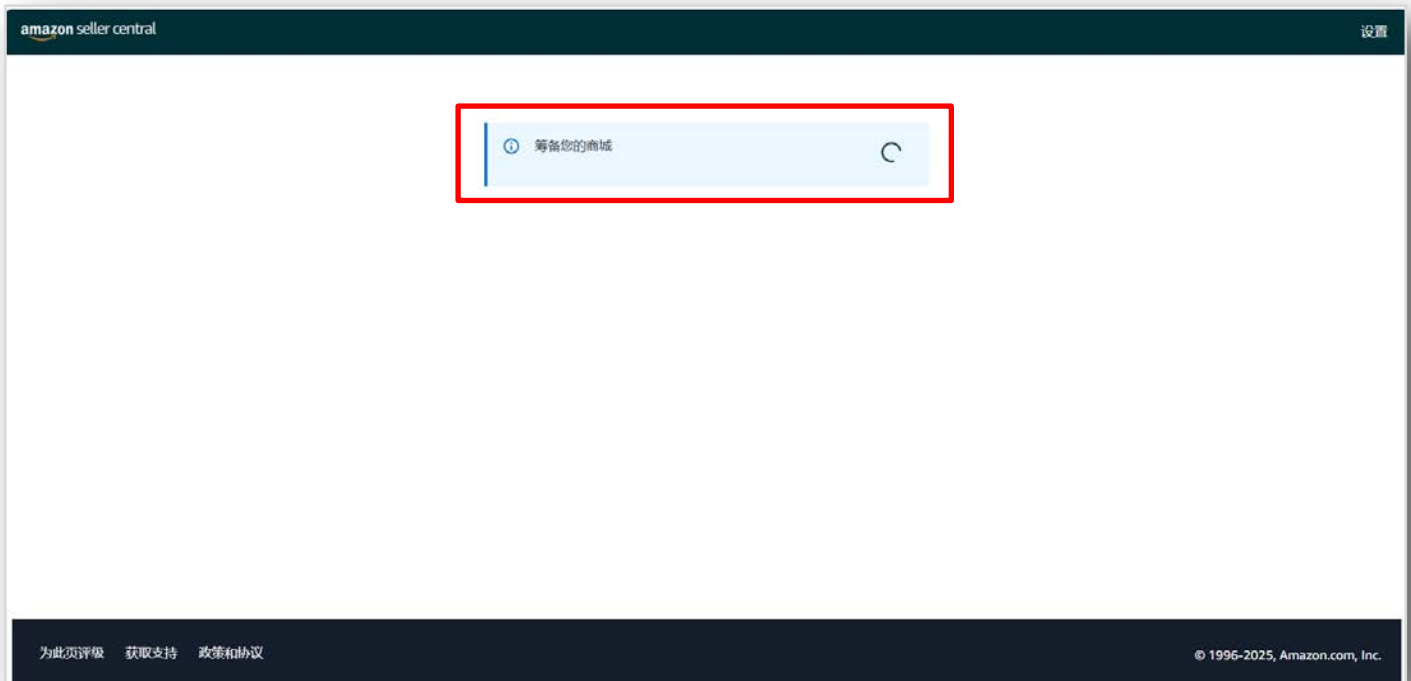 amazon seller central
设置
筹备您的商城
为此页评级 获取支持 政策和协议
© 1996-2025, Amazon.com, Inc.